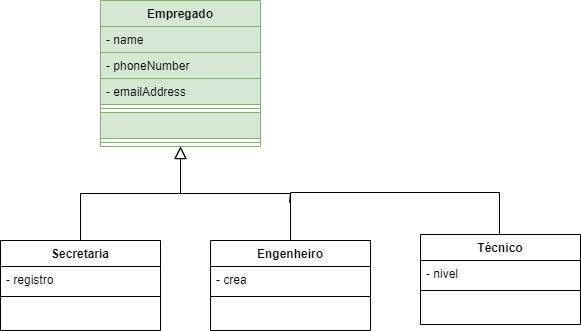 Empregado
- name
- phoneNumber
- emailAddress
Secretaria
- registro
Engenheiro
- crea
Técnico
- nivel